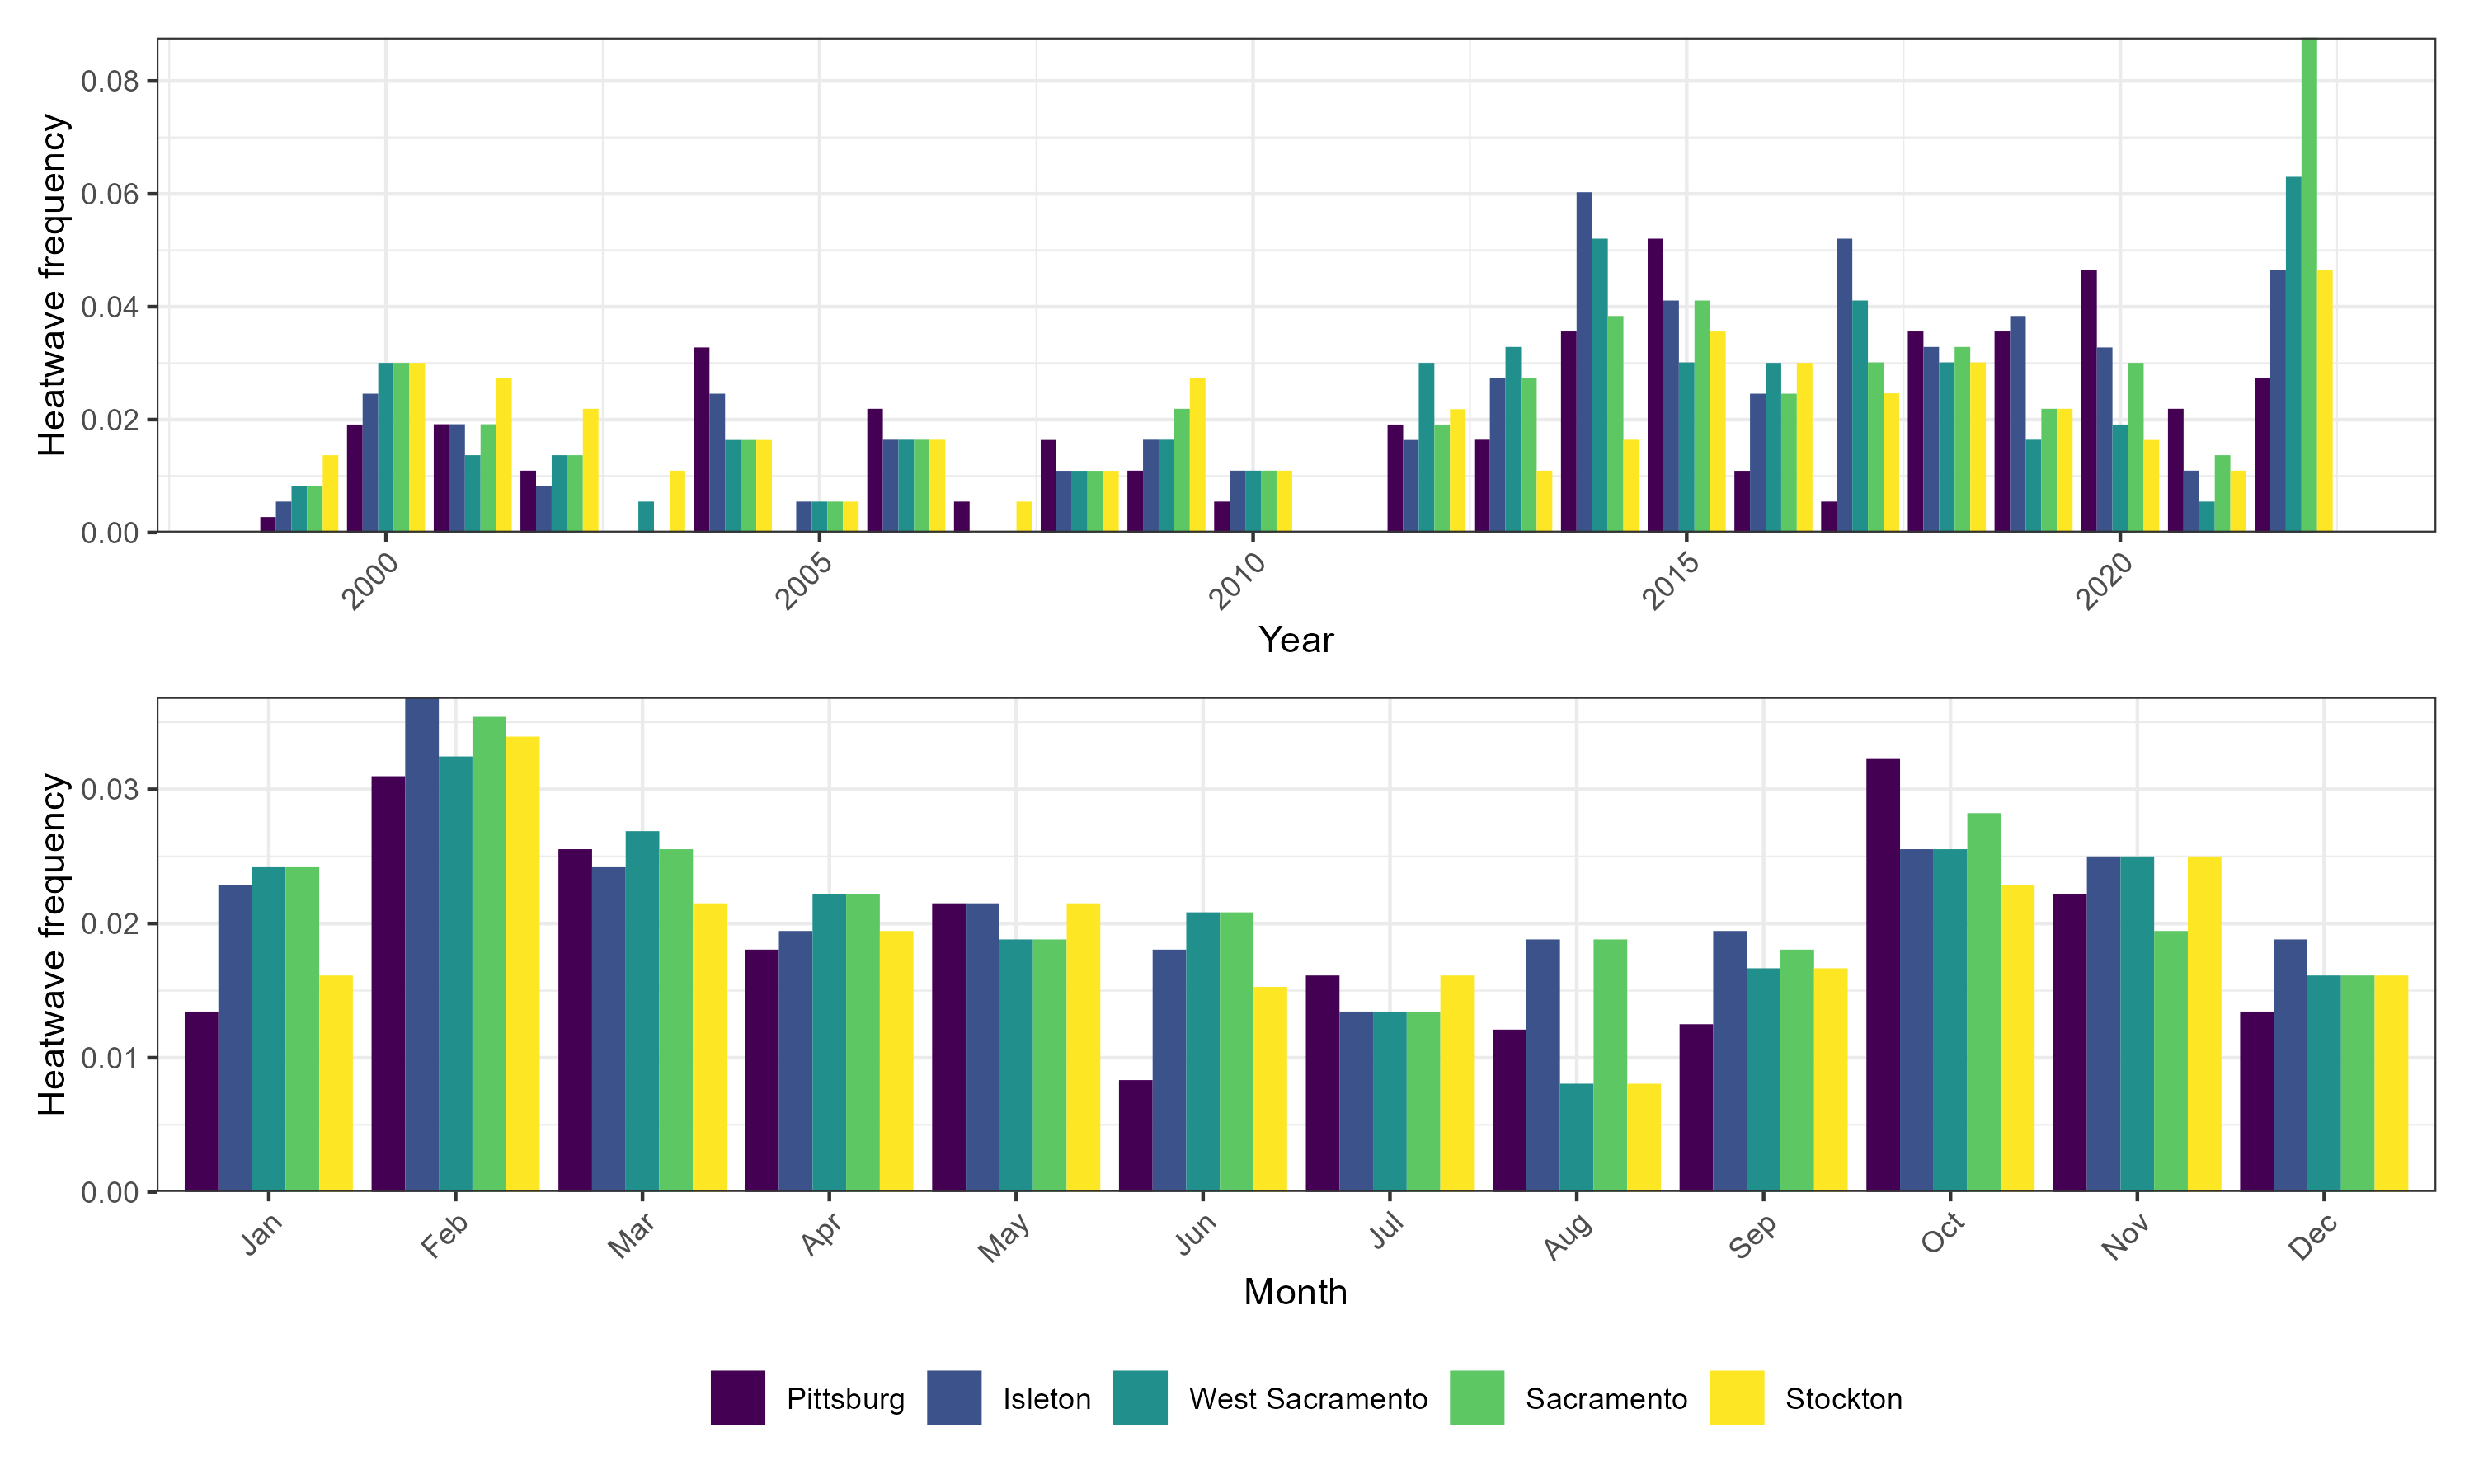 Heatwave frequency
0.08
0.06
0.04
0.02
0.00
2000 2005 2010 2015 2020
Year
Heatwave frequency
0.03
0.02
0.01
0.00
Jan Feb Mar Apr May Jun Jul Aug Sep Oct Nov Dec
Month
Pittsburg Isleton West Sacramento Sacramento Stockton